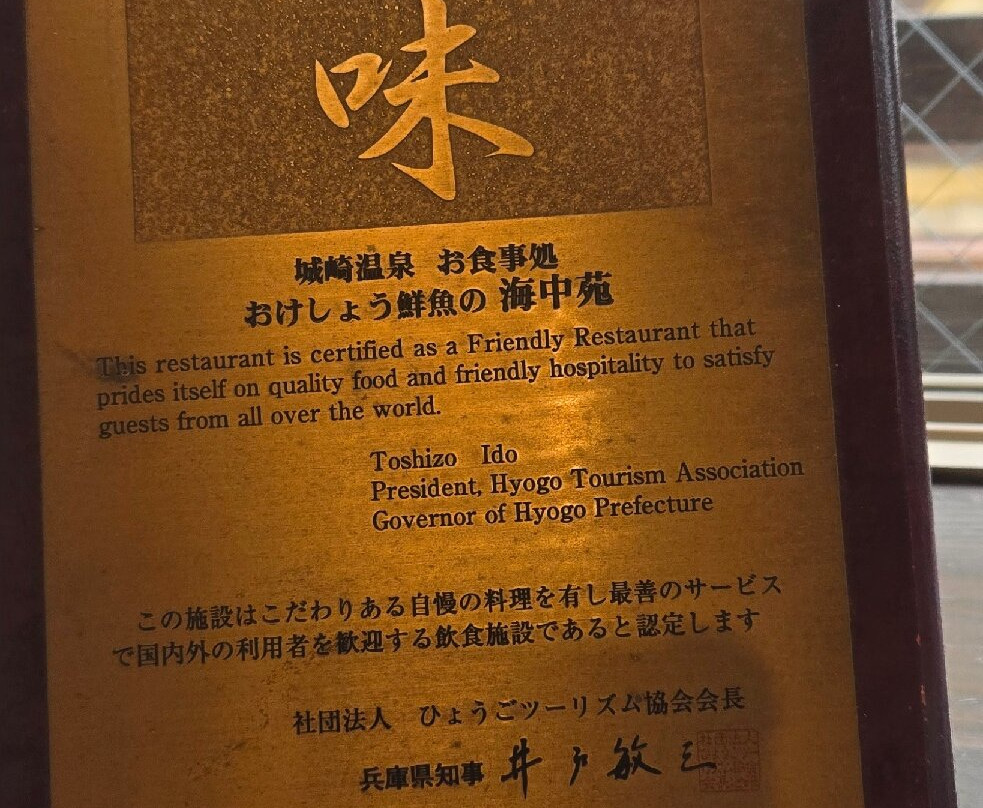 味
城崎温泉 お食事処
おけしょう鮮魚の 海中苑
This restaurant is certified as a Friendly Restaurant that
prides itself on quality food and friendly hospitality to satisfy
guests from all over the world.
Toshizo Ido
President, Hyogo Tourism Association
Governor of Hyogo Prefecture
この施設はこだわりある自慢の料理を有し最善のサービス
で国内外の利用者を歓迎する飲食施設であると認定します
社団法人 ひょうごツーリズム協会会長
兵庫県知事 井戸敏三